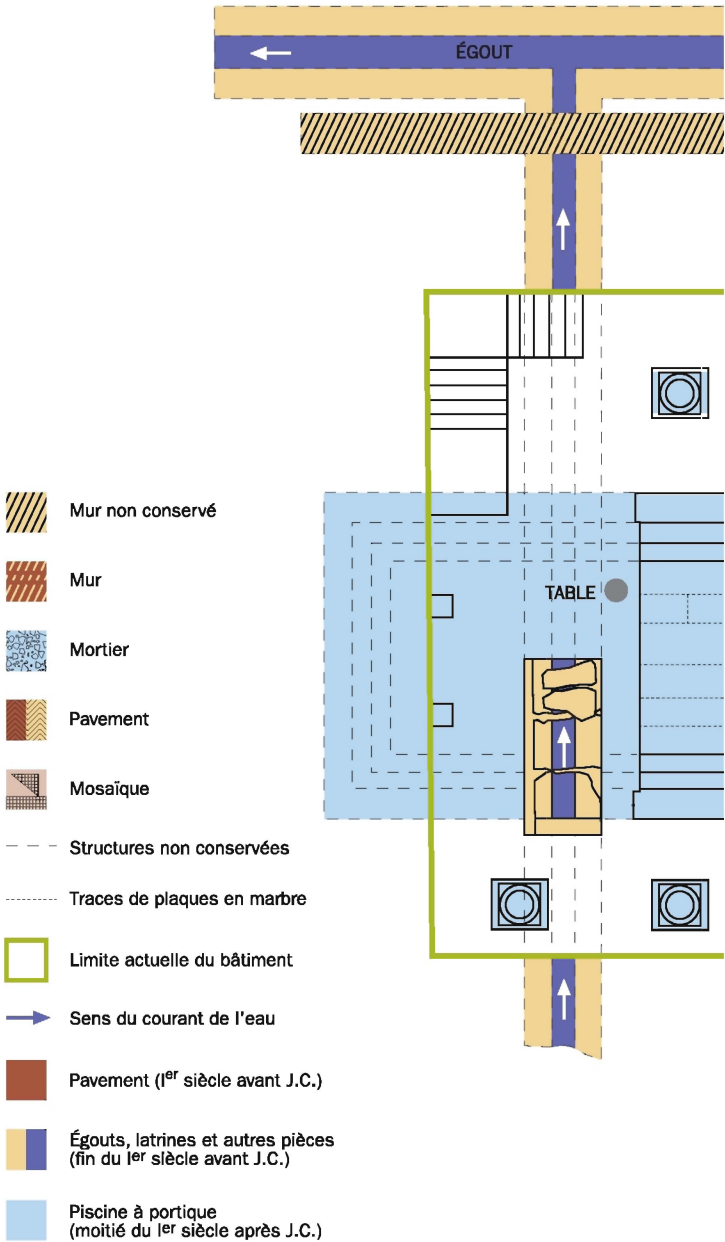 ÉGOUT
TABLE
Mur non conservé
Mur
Mortier
Pavement
Mosaïque
Structures non conservées
Traces de plaques en marbre
Limite actuelle du bâtiment
Sens du courant de l'eau
Pavement (Ier siècle avant J.C.)
Égouts, latrines et autres pièces
(fin du Ier siècle avant J.C.)
Piscine à portique
(moitié du Ier siècle après J.C.)